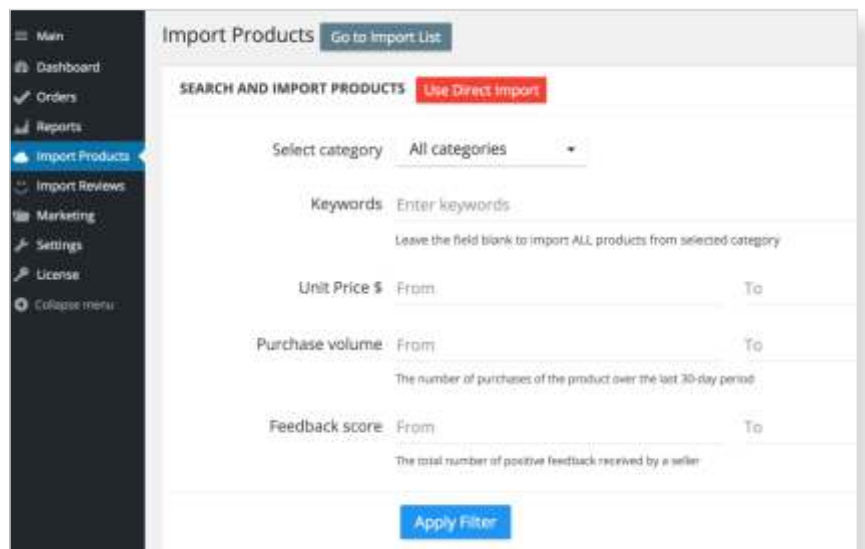 Main
Dashboard
Orders
Reports
Import Products
Import Reviews
Marketing
Settings
License
Collapse menu
Import Products Go to Import List
SEARCH AND IMPORT PRODUCTS Use Direct Import
Select category All categories
Keywords Enter keywords
Leave the field blank to import ALL products from selected category
Unit Price $ From To
Purchase volume From To
The number of purchases of the product over the last 30-day period
Feedback score From To
The total number of positive feedback received by a seller
Apply Filter